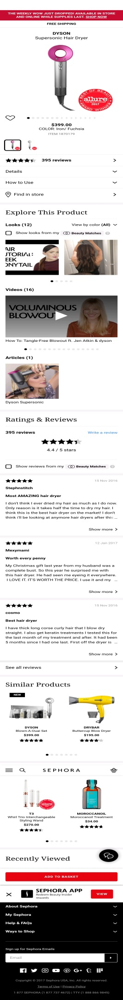 THE WEEKLY WOW JUST DROPPED! AVAILABLE IN STORE
AND ONLINE WHILE SUPPLIES LAST. SHOP NOW
FREE SHIPPING
DYSON
Supersonic Hair Dryer
BEST OF BEAUTY
allure
THE BEAUTY EXPERT
2017
AWARD WINNER
$399.00
COLOR: Iron/ Fuchsia
ITEM 1870179
395 reviews
Details
How to Use
Find in store
Explore This Product
Looks (12)
View by color (All)
Show looks from my Beauty Matches ?
AIR
UTORIAL:
EEK
ONYTAIL
Videos (16)
VOLUMINOUS
BLOWOUT
How To: Tangle-Free Blowout ft. Jen Atkin & dyson
Articles (1)
Dyson Supersonic
Ratings & Reviews
395 reviews
Write a review
4.4 / 5 stars
Show reviews from my Beauty Matches ?
15 Nov 2016
Stephnstitch
Most AMAZING hair dryer
I don't think I ever dried my hair as much as I do now.
Only reason is it takes half the time to dry my hair. I
think this is the best hair dryer on the market! I don't
think i'll be looking at anymore hair dryers after this ...
Show more
12 Jan 2017
Mexymami
Worth every penny
My Christmas gift last year from my husband was a
complete bust. So this year he surprised me with
this hair dryer. He had seen me eyeing it everywhere.
I LOVE IT. IT'S WORTH THE PRICE. I use it and my ...
Show more
15 Nov 2016
cosmo
Best hair dryer
I have thick long corse curly hair that I blow dry
straight. I also get keratin treatments I tested this for
the last month of my treatment and after. It had been
5 months since I had one last. First off the dryer is ...
Show more
See all reviews
Similar Products
NEW
DYSON
Blown-A-Ouai Set
$399.00
DRYBAR
Buttercup Blow Dryer
$195.00
SEPHORA
T3
Whirl Trio Interchangeable
Styling Wand
$270.00
MOROCCANOIL
Moroccanoil Treatment
$34.00
Recently Viewed
ADD TO BASKET
SEPHORA APP
Redeem Beauty Insider
rewards
VIEW
About Sephora
My Sephora
Help & FAQs
Ways to Shop
Sign up for Sephora Emails
Email
Copyright © 2017 Sephora USA, Inc. All rights reserved.
Terms of Use | Privacy Policy
1 877 SEPHORA (1 877 737 4672) | TTY (1 888 866 9845)